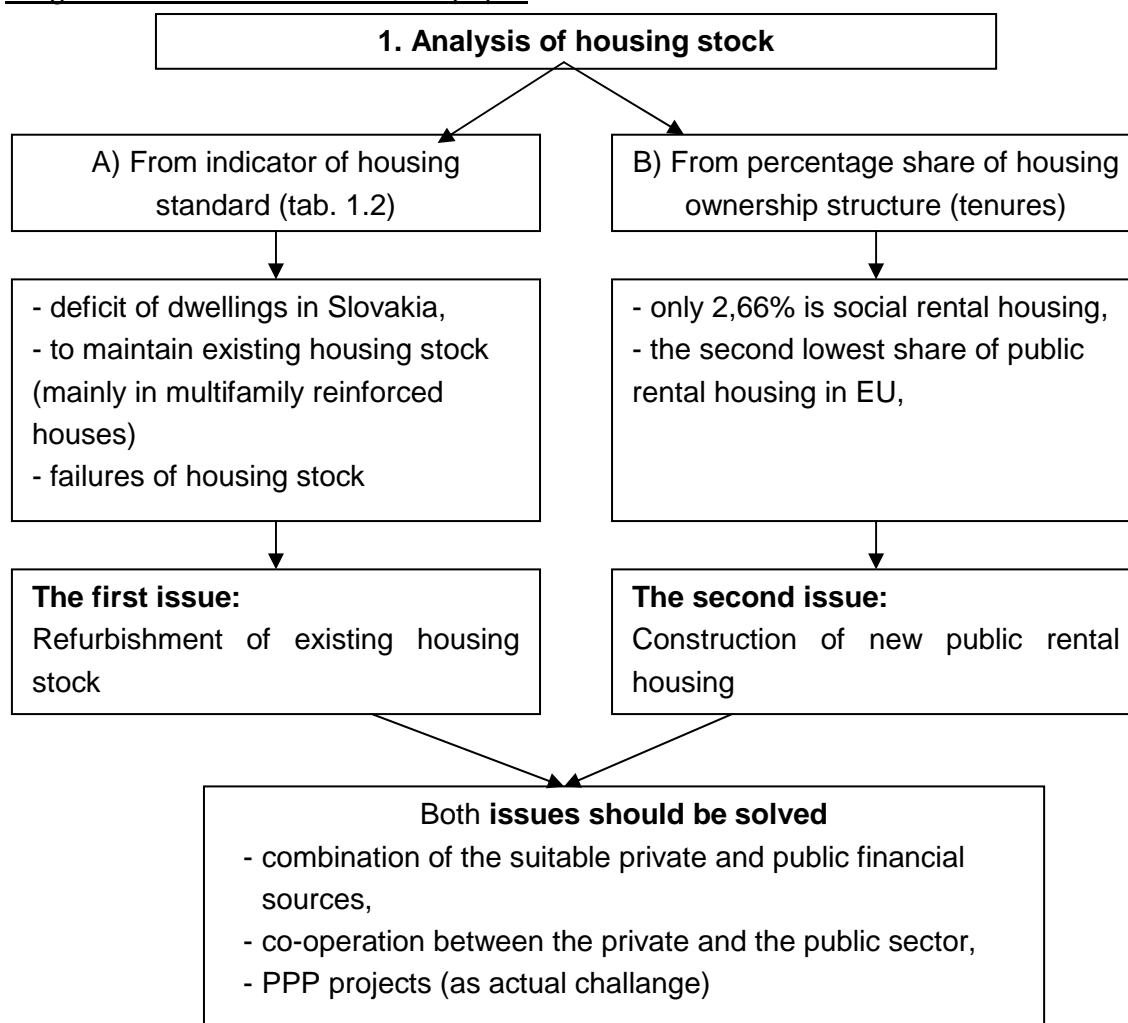 1. Analysis of housing stock
A) From indicator of housing
standard (tab. 1.2)
B) From percentage share of housing
ownership structure (tenures)
- deficit of dwellings in Slovakia,
- to maintain existing housing stock
(mainly in multifamily reinforced
houses)
- failures of housing stock
- only 2,66% is social rental housing,
- the second lowest share of public
rental housing in EU,
The first issue:
Refurbishment of existing housing
stock
The second issue:
Construction of new public rental
housing
Both issues should be solved
- combination of the suitable private and public financial
sources,
- co-operation between the private and the public sector,
- PPP projects (as actual challange)